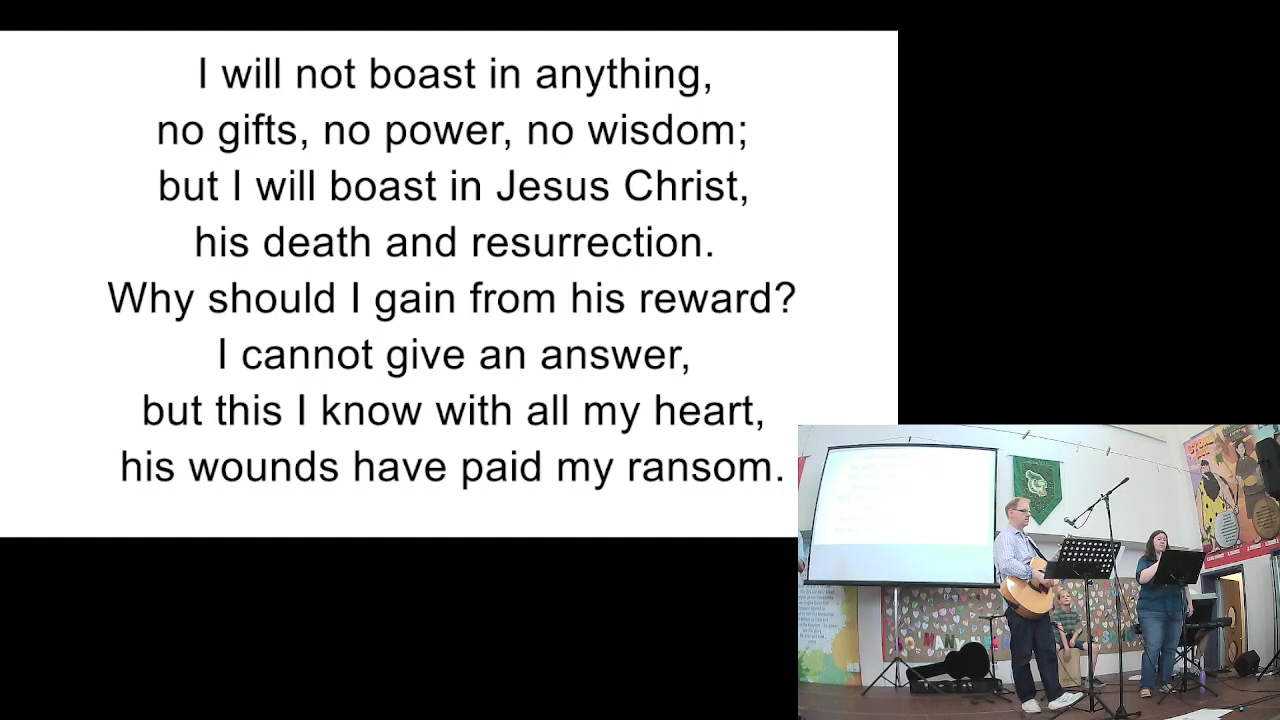 I will not boast in anything,
no gifts, no power, no wisdom;
but I will boast in Jesus Christ,
his death and resurrection.
Why should I gain from his reward?
I cannot give an answer,
but this I know with all my heart,
his wounds have paid my ransom.